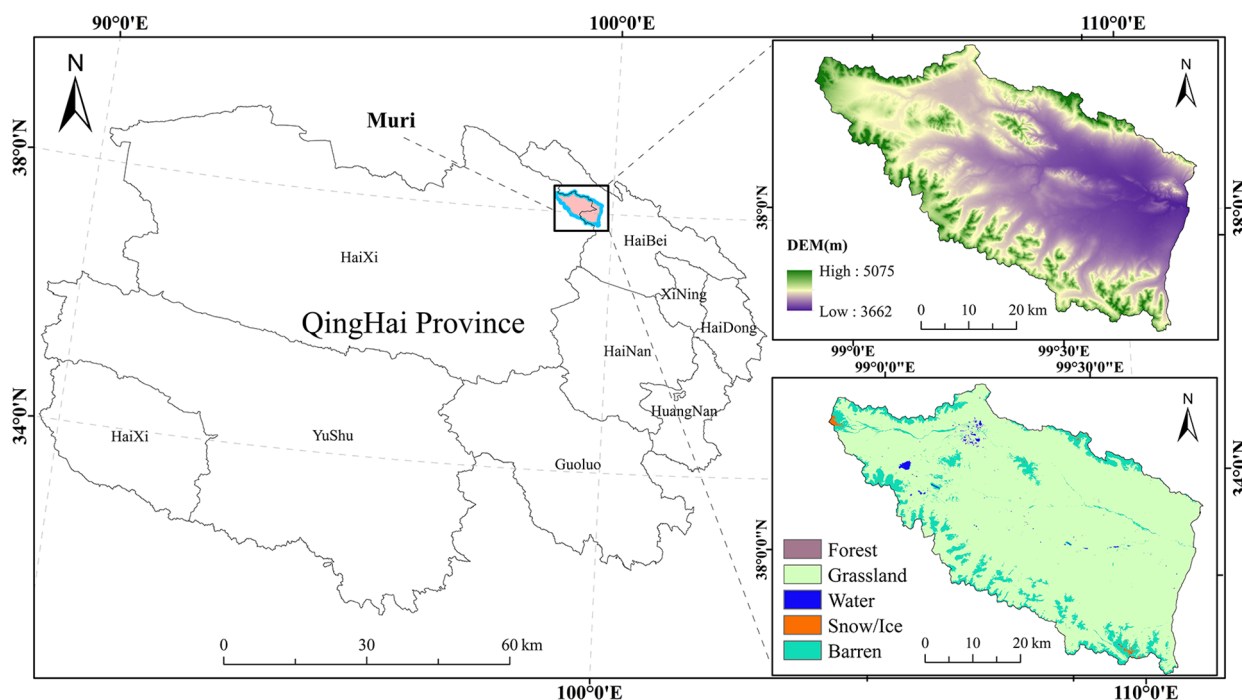 90°0'E
100°0'E
110°0'E
N
Muri
38°0'N
HaiBei
HaiXi
XiNing
QingHai Province
HaiDong
HaiNan
HuangNan
34°0'N
HaiXi
YuShu
Guoluo
0 30 60 km
100°0'E
N
DEM(m)
High : 5075
Low : 3662
0 10 20 km
38°0'N
99°0'E
99°30'E
99°0'0"E
99°30'0"E
N
34°0'N
38°0'0"N
Forest
Grassland
Water
Snow/Ice
Barren
0 10 20 km
110°0'E